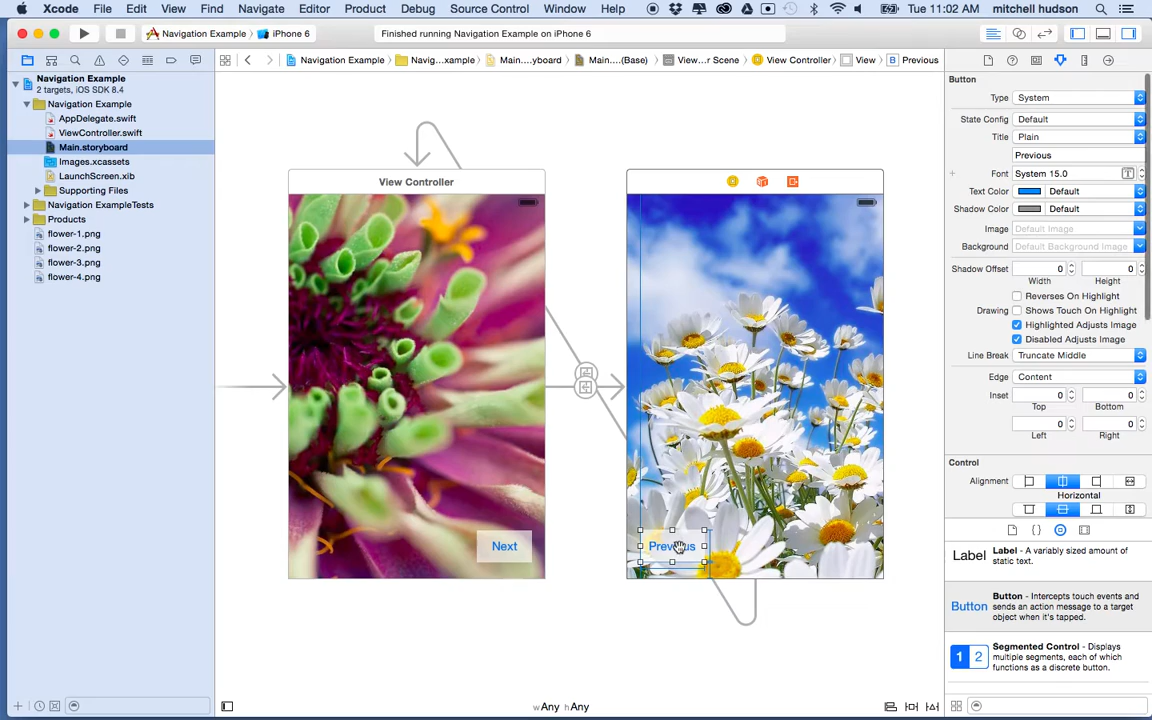 Xcode File Edit View Find Navigate Editor Product Debug Source Control Window Help Tue 11:02 AM mitchell hudson
Navigation Example iPhone 6 Finished running Navigation Example on iPhone 6
Navigation Example Navig...xample Main....yboard Main....(Base) View...r Scene View Controller View B Previous
Navigation Example
2 targets, iOS SDK 8.4
Navigation Example
AppDelegate.swift
ViewController.swift
Main.storyboard
Images.xcassets
LaunchScreen.xib
Supporting Files
Navigation ExampleTests
Products
flower-1.png
flower-2.png
flower-3.png
flower-4.png
View Controller
Next
Previous
wAny hAny
Button
Type System
State Config Default
Title Plain
Previous
Font System 15.0 T
Text Color Default
Shadow Color Default
Image Default Image
Background Default Background Image
Shadow Offset 0 0
Width Height
Reverses On Highlight
Drawing Shows Touch On Highlight
Highlighted Adjusts Image
Disabled Adjusts Image
Line Break Truncate Middle
Edge Content
Inset 0 0
Top Bottom
0 0
Left Right
Control
Alignment
Horizontal
Label Label - A variably sized amount of
static text.
Button Button - Intercepts touch events and
sends an action message to a target
object when it's tapped.
1 2 Segmented Control - Displays
multiple segments, each of which
functions as a discrete button.